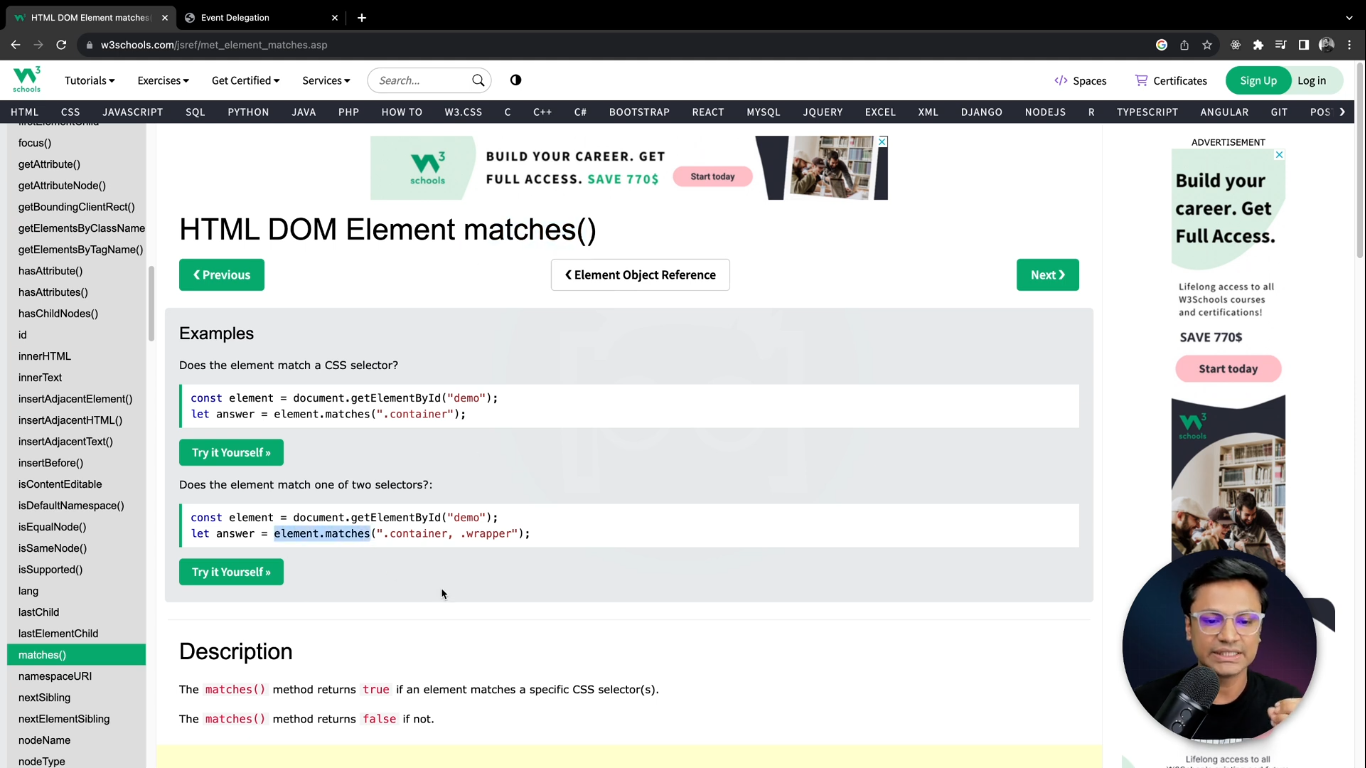 HTML DOM Element matches
Event Delegation
w3schools.com/jsref/met_element_matches.asp
W3
schools
Tutorials
Exercises
Get Certified
Services
Search...
Spaces
Certificates
Sign Up
Log in
HTML CSS JAVASCRIPT SQL PYTHON JAVA PHP HOW TO W3.CSS C C++ C# BOOTSTRAP REACT MYSQL JQUERY EXCEL XML DJANGO NODEJS R TYPESCRIPT ANGULAR GIT POS
firstElementChild
focus()
getAttribute()
getAttributeNode()
getBoundingClientRect()
getElementsByClassName
getElementsByTagName()
hasAttribute()
hasAttributes()
hasChildNodes()
id
innerHTML
innerText
insertAdjacentElement()
insertAdjacentHTML()
insertAdjacentText()
insertBefore()
isContentEditable
isDefaultNamespace()
isEqualNode()
isSameNode()
isSupported()
lang
lastChild
lastElementChild
matches()
namespaceURI
nextSibling
nextElementSibling
nodeName
nodeType
W3
schools
BUILD YOUR CAREER. GET
FULL ACCESS. SAVE 770$
Start today
HTML DOM Element matches()
❮ Previous
❮ Element Object Reference
Next ❯
Examples
Does the element match a CSS selector?
const element = document.getElementById("demo");
let answer = element.matches(".container");
Try it Yourself »
Does the element match one of two selectors?:
const element = document.getElementById("demo");
let answer = element.matches(".container, .wrapper");
Try it Yourself »
Description
The matches() method returns true if an element matches a specific CSS selector(s).
The matches() method returns false if not.
ADVERTISEMENT
Build your
career. Get
Full Access.
Lifelong access to all
W3Schools courses
and certifications!
SAVE 770$
Start today
W3
schools
Lifelong access to all